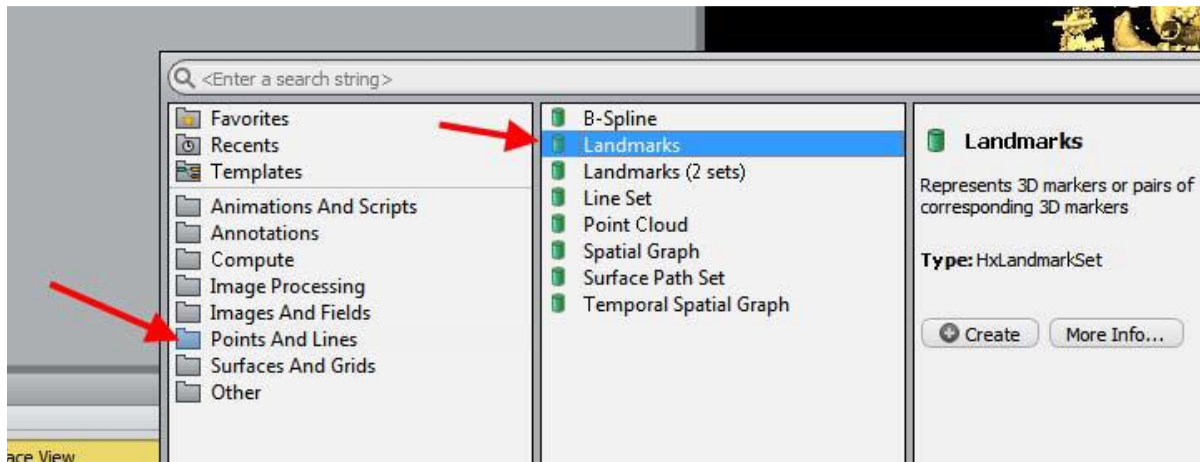 <Enter a search string>
Favorites
Recents
Templates
Animations And Scripts
Annotations
Compute
Image Processing
Images And Fields
Points And Lines
Surfaces And Grids
Other
B-Spline
Landmarks
Landmarks (2 sets)
Line Set
Point Cloud
Spatial Graph
Surface Path Set
Temporal Spatial Graph
Landmarks
Represents 3D markers or pairs of
corresponding 3D markers
Type: HxLandmarkSet
Create More Info...
ace View